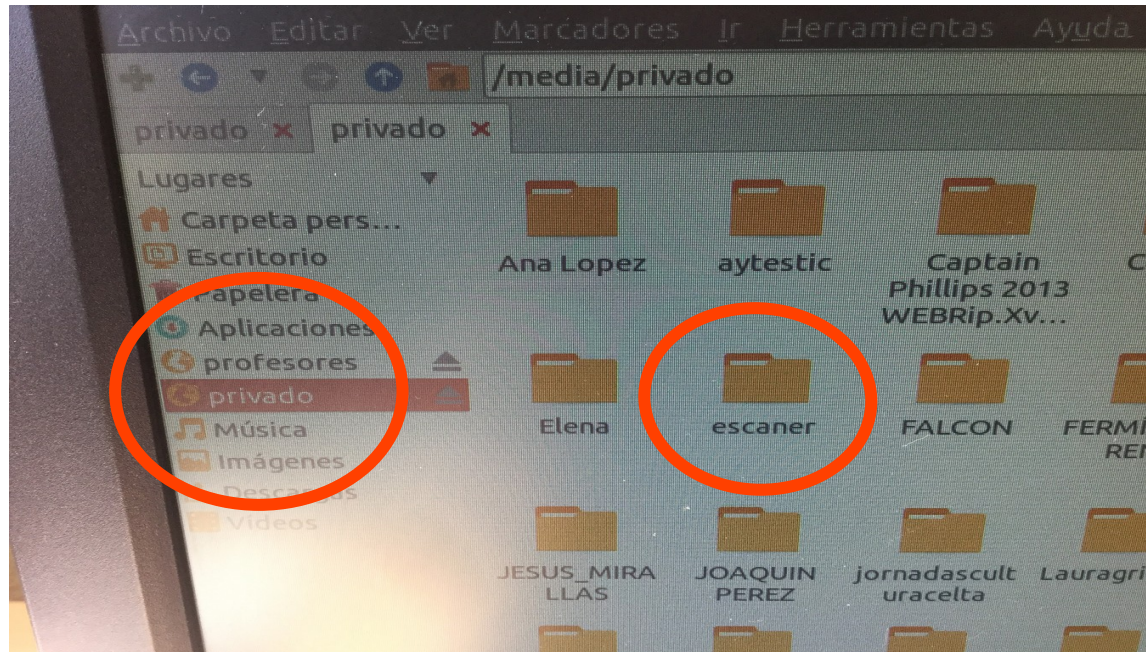 Archivo Editar Ver Marcadores Ir Herramientas Ayuda
/media/privado
privado privado
Lugares
Carpeta pers...
Escritorio
Papelera
Aplicaciones
profesores
privado
Música
Imágenes
Descargas
Vídeos
Ana Lopez aytestic Captain
Phillips 2013
WEBRip.Xv...
Elena escaner FALCON
JESUS_MIRA JOAQUIN jornadascult Lauragri
LLAS PEREZ uracelta